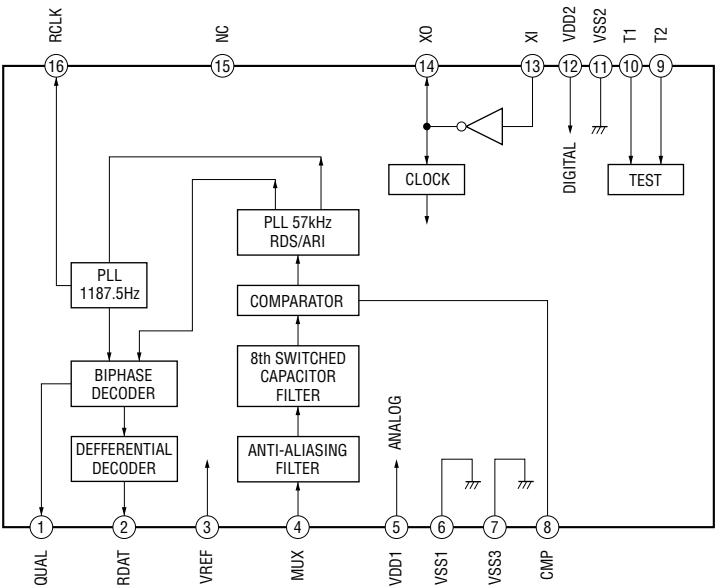 RCLK
NC
XO
XI
VDD2
VSS2
T1
T2
16
15
14
13
12
11
10
9
CLOCK
DIGITAL
TEST
PLL 57kHz
RDS/ARI
PLL
1187.5Hz
COMPARATOR
BIPHASE
DECODER
8th SWITCHED
CAPACITOR
FILTER
DEFFERENTIAL
DECODER
ANTI-ALIASING
FILTER
ANALOG
1
2
3
4
5
6
7
8
QUAL
RDAT
VREF
MUX
VDD1
VSS1
VSS3
CMP